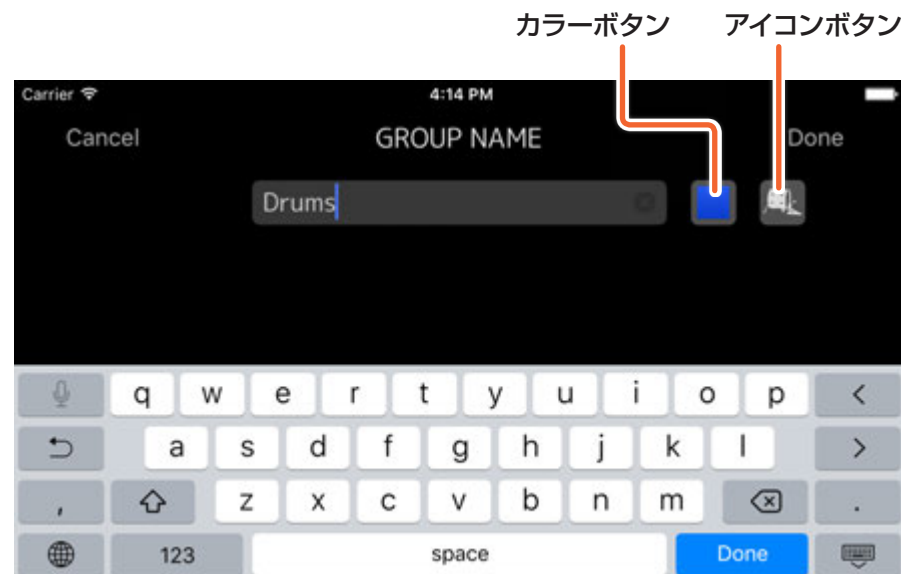 カラーボタン アイコンボタン
Carrier 4:14 PM
Cancel GROUP NAME Done
Drums
q w e r t y u i o p <
a s d f g h j k l >
, z x c v b n m .
123 space Done